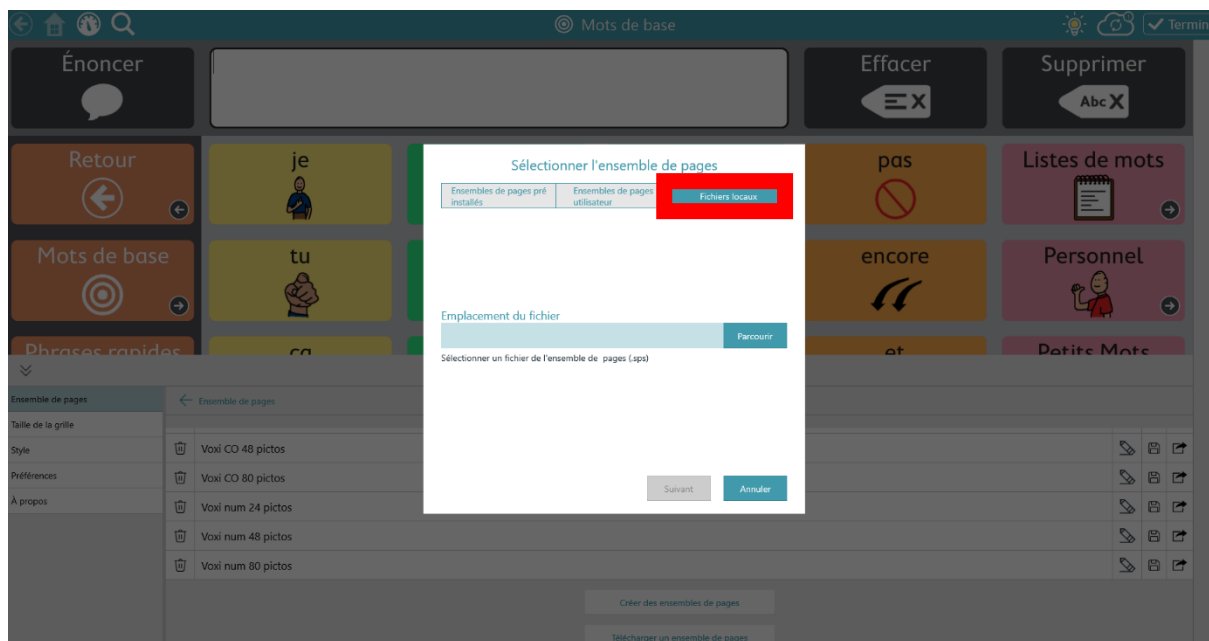 Mots de base
Termin
Énoncer
Effacer
Supprimer
Abc X
Retour
je
pas
Listes de mots
Mots de base
tu
encore
Personnel
Phrases rapides
ça
et
Petits Mots
Sélectionner l'ensemble de pages
Ensembles de pages pré
installés
Ensembles de pages
utilisateur
Fichiers locaux
Emplacement du fichier
Parcourir
Sélectionner un fichier de l'ensemble de pages (.sps)
Suivant
Annuler
Ensemble de pages
Ensemble de pages
Taille de la grille
Style
Voxi CO 48 pictos
Préférences
Voxi CO 80 pictos
À propos
Voxi num 24 pictos
Voxi num 48 pictos
Voxi num 80 pictos
Créer des ensembles de pages
Télécharger un ensemble de pages